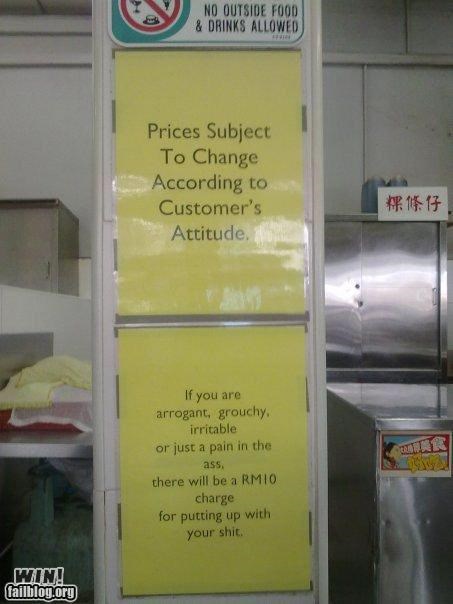 NO OUTSIDE FOOD
& DRINKS ALLOWED
Prices Subject
To Change
According to
Customer's
Attitude.
If you are
arrogant, grouchy,
irritable
or just a pain in the
ass,
there will be a RM10
charge
for putting up with
your shit.
粿條仔
美食
WIN!
failblog.org